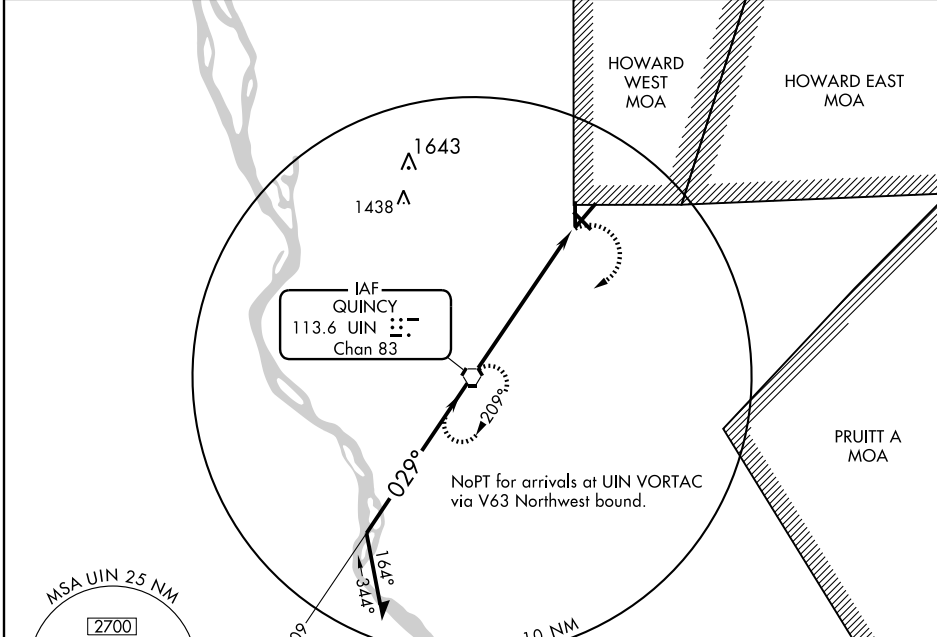 HOWARD
WEST
MOA
HOWARD EAST
MOA
1643
1438
IAF
QUINCY
113.6 UIN
Chan 83
209°
029°
PRUITT A
MOA
NoPT for arrivals at UIN VORTAC
via V63 Northwest bound.
164°
344°
MSA UIN 25 NM
2700
10 NM